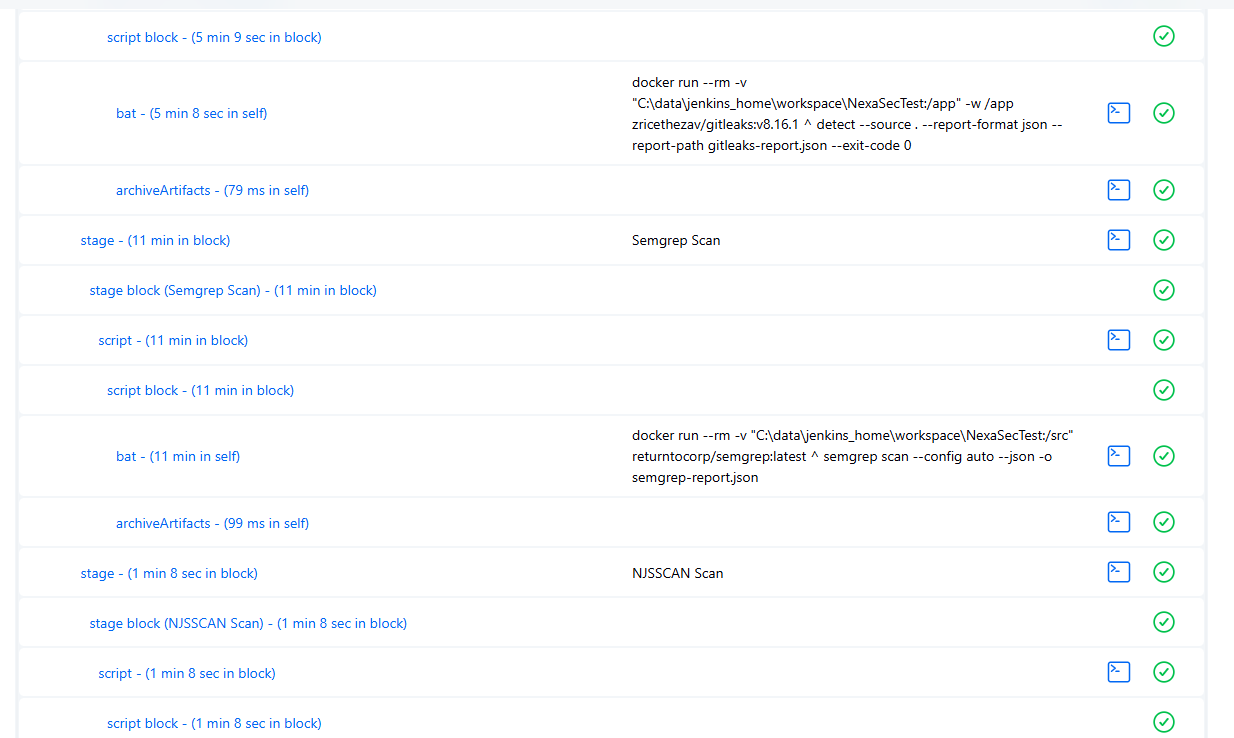 script block - (5 min 9 sec in block)
docker run --rm -v
"C:\data\jenkins_home\workspace\NexaSecTest:/app" -w /app
bat - (5 min 8 sec in self)
zricethezav/gitleaks:v8.16.1 ^ detect --source . --report-format json --
report-path gitleaks-report.json --exit-code 0
archiveArtifacts - (79 ms in self)
stage - (11 min in block) Semgrep Scan
stage block (Semgrep Scan) - (11 min in block)
script - (11 min in block)
script block - (11 min in block)
docker run --rm -v "C:\data\jenkins_home\workspace\NexaSecTest:/src"
bat - (11 min in self) returntocorp/semgrep:latest ^ semgrep scan --config auto --json -o
semgrep-report.json
archiveArtifacts - (99 ms in self)
stage - (1 min 8 sec in block) NJSSCAN Scan
stage block (NJSSCAN Scan) - (1 min 8 sec in block)
script - (1 min 8 sec in block)
script block - (1 min 8 sec in block)